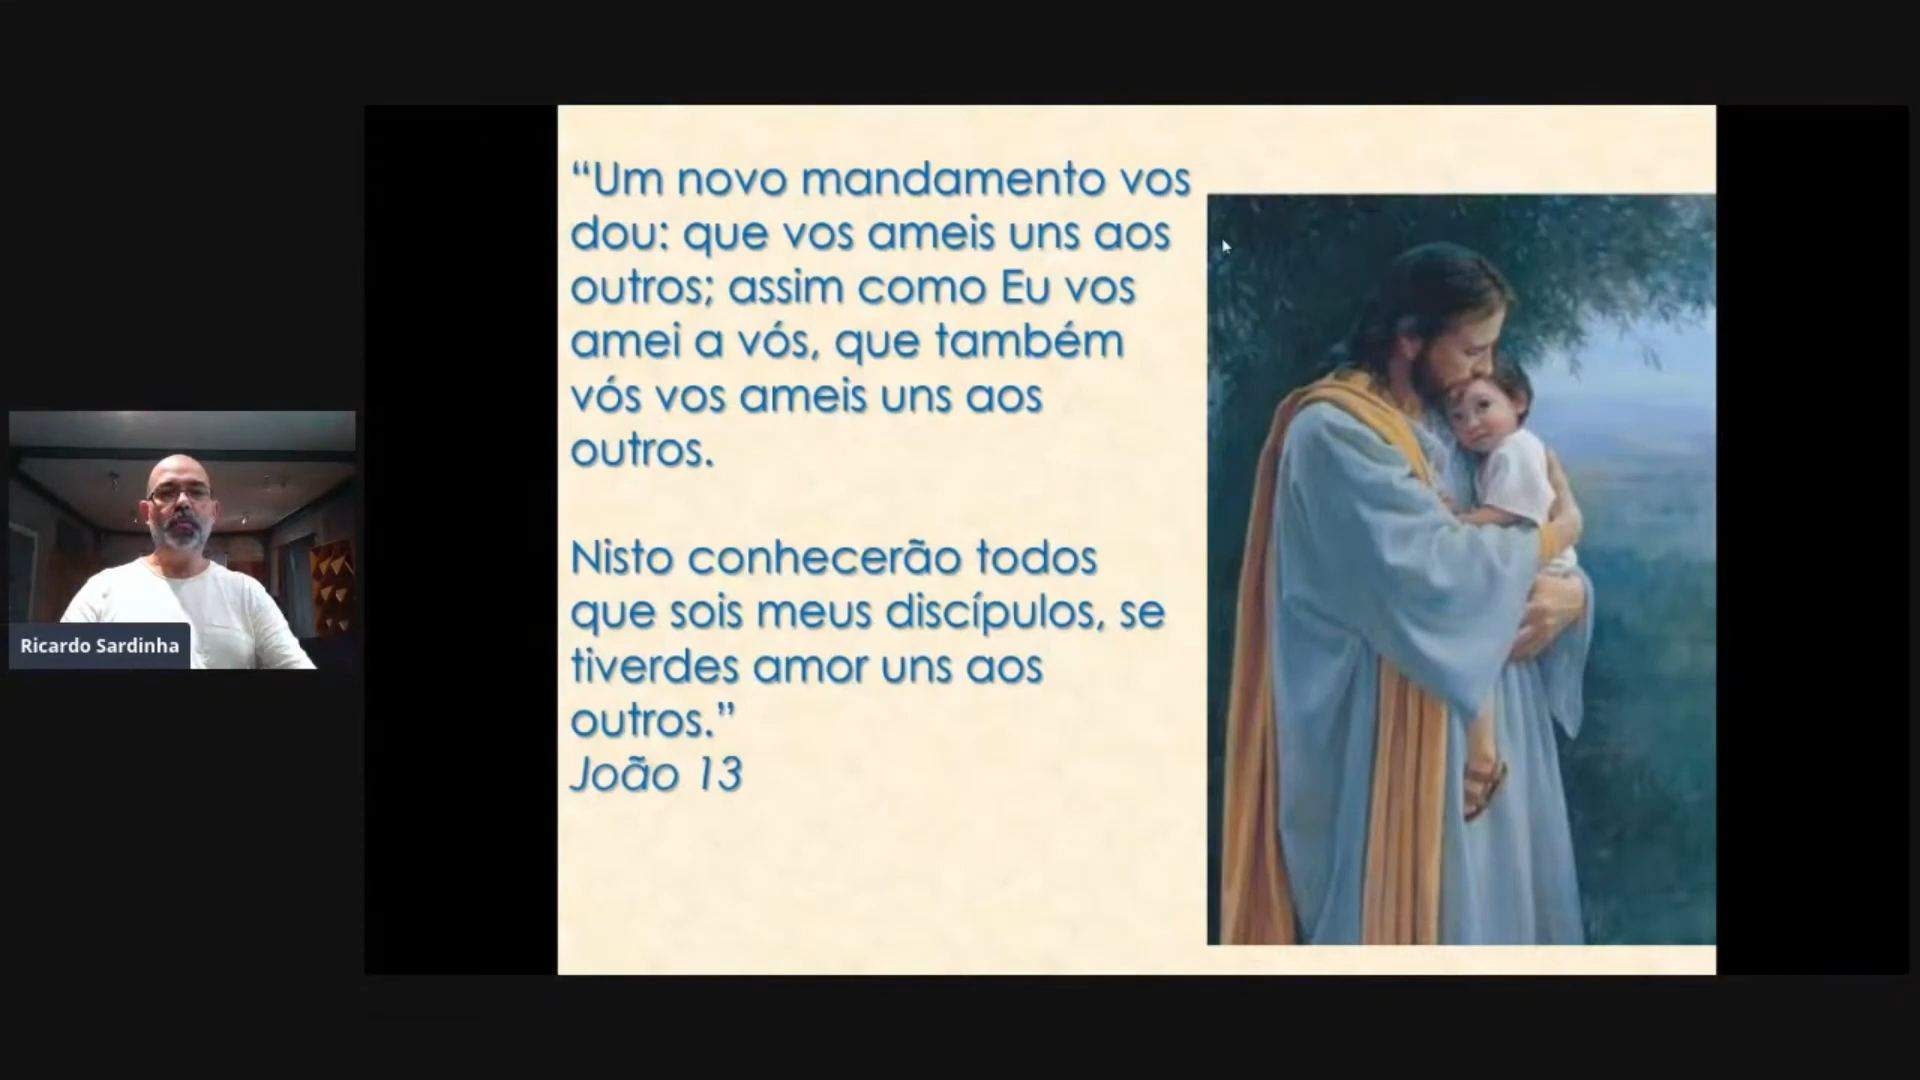 “Um novo mandamento vos
dou: que vos ameis uns aos
outros; assim como Eu vos
amei a vós, que também
vós vos ameis uns aos
outros.
Nisto conhecerão todos
que sois meus discípulos, se
tiverdes amor uns aos
outros.”
João 13
Ricardo Sardinha